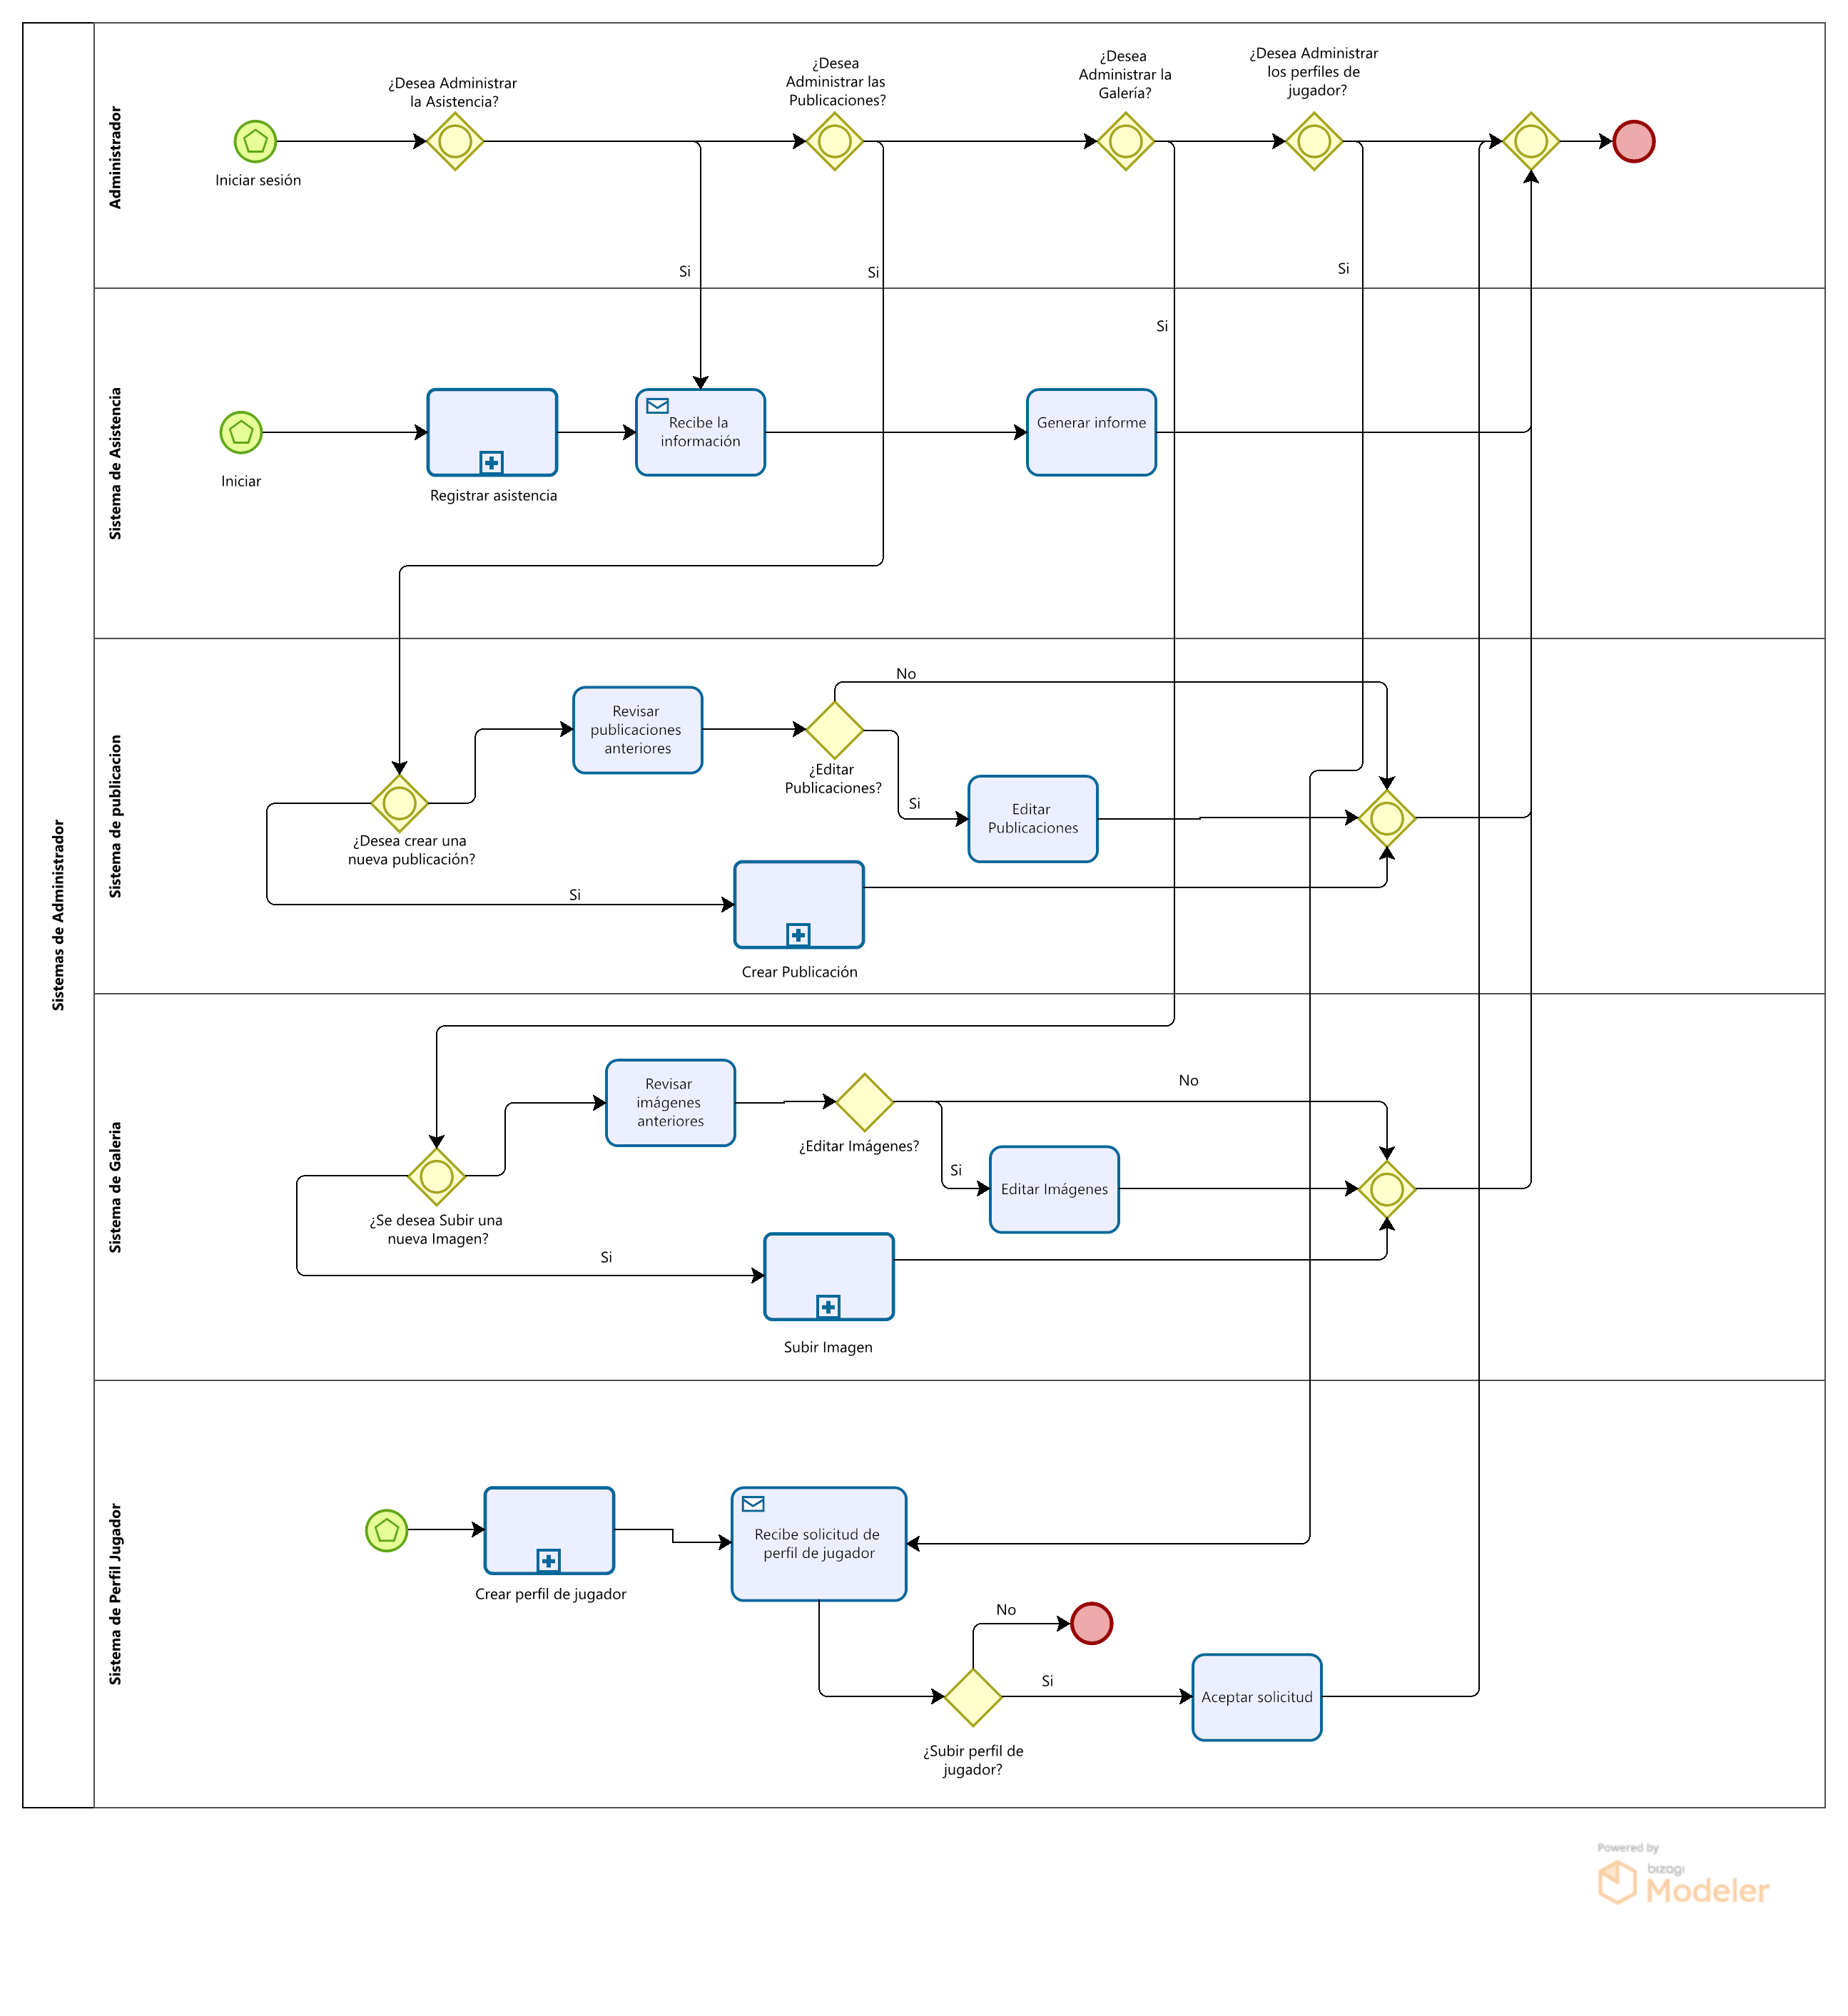 Sistemas de Administrador
Administrador
Iniciar sesión
¿Desea Administrar
la Asistencia?
¿Desea
Administrar las
Publicaciones?
¿Desea
Administrar la
Galería?
¿Desea Administrar
los perfiles de
jugador?
Si
Si
Si
Si
Sistema de Asistencia
Iniciar
Registrar asistencia
Recibe la
información
Generar informe
Sistema de publicacion
¿Desea crear una
nueva publicación?
Revisar
publicaciones
anteriores
¿Editar
Publicaciones?
No
Si
Editar
Publicaciones
Si
Crear Publicación
Sistema de Galeria
¿Se desea Subir una
nueva Imagen?
Revisar
imágenes
anteriores
¿Editar Imágenes?
No
Si
Editar Imágenes
Si
Subir Imagen
Sistema de Perfil Jugador
Crear perfil de jugador
Recibe solicitud de
perfil de jugador
No
Si
¿Subir perfil de
jugador?
Aceptar solicitud
Powered by
bizagi
Modeler